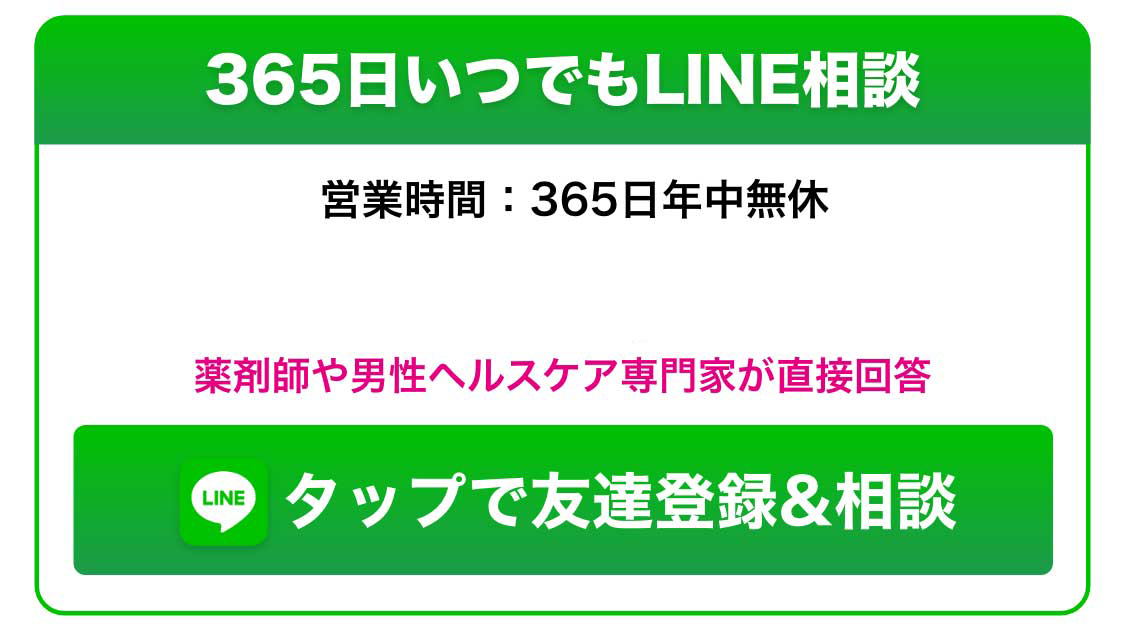 365日いつでもLINE相談
営業時間：365日年中無休
薬剤師や男性ヘルスケア専門家が直接回答
LINE タップで友達登録&相談